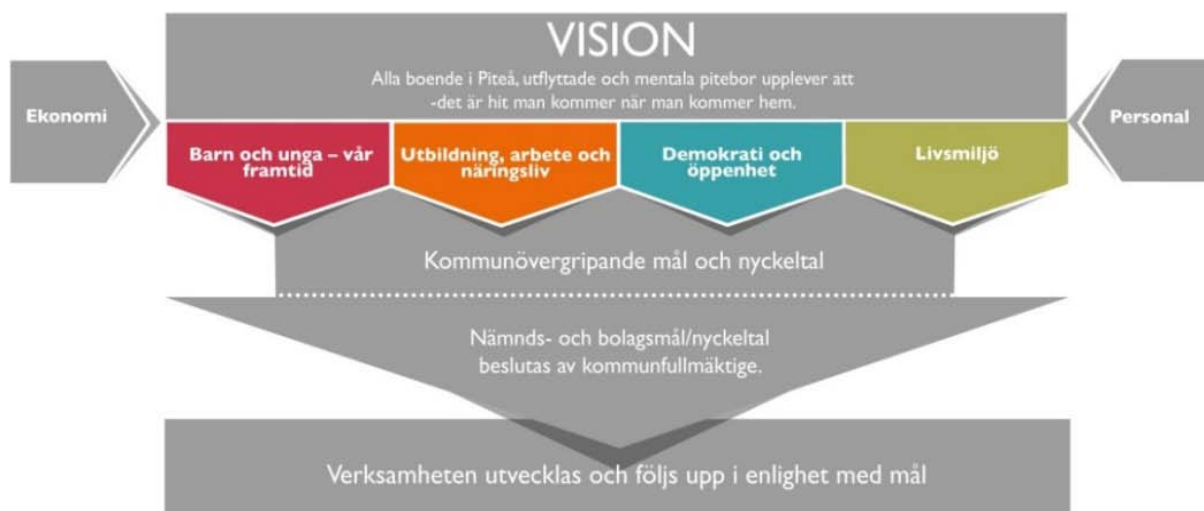 VISION
Alla boende i Piteå, utflyttade och mentala pitebor upplever att
-det är hit man kommer när man kommer hem.
Ekonomi
Personal
Barn och unga – vår
framtid
Utbildning, arbete och
näringsliv
Demokrati och
öppenhet
Livsmiljö
Kommunövergripande mål och nyckeltal
Nämnds- och bolagsmål/nyckeltal
beslutas av kommunfullmäktige.
Verksamheten utvecklas och följs upp i enlighet med mål